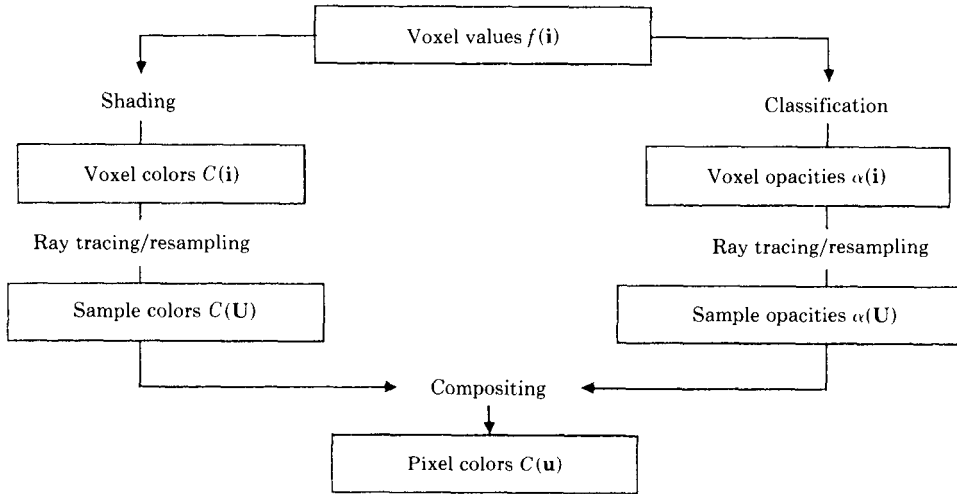 Voxel values f(i)
Shading
Classification
Voxel colors C(i)
Voxel opacities α(i)
Ray tracing/resampling
Ray tracing/resampling
Sample colors C(U)
Sample opacities α(U)
Compositing
Pixel colors C(u)